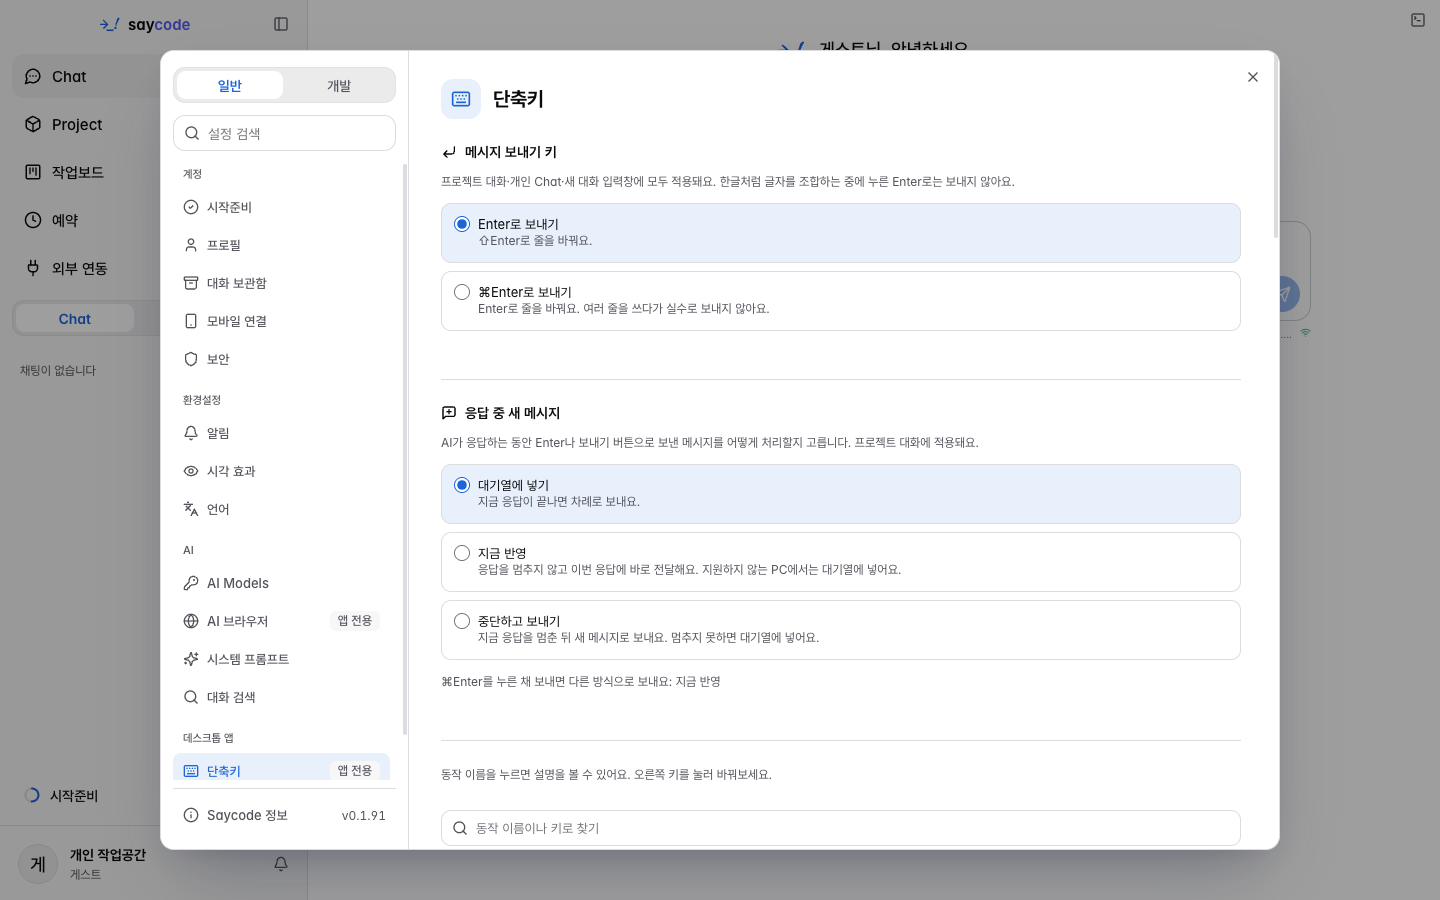 saycode
게스트님, 안녕하세요
Chat
Project
작업보드
예약
외부 연동
Chat
채팅이 없습니다
시작준비
게
개인 작업공간
게스트
일반
개발
설정 검색
계정
시작준비
프로필
대화 보관함
모바일 연결
보안
환경설정
알림
시각 효과
언어
AI
AI Models
AI 브라우저
앱 전용
시스템 프롬프트
대화 검색
데스크톱 앱
단축키
앱 전용
Saycode 정보
v0.1.91
단축키
메시지 보내기 키
프로젝트 대화·개인 Chat·새 대화 입력창에 모두 적용돼요. 한글처럼 글자를 조합하는 중에 누른 Enter로는 보내지 않아요.
Enter로 보내기
⇧Enter로 줄을 바꿔요.
⌘Enter로 보내기
Enter로 줄을 바꿔요. 여러 줄을 쓰다가 실수로 보내지 않아요.
응답 중 새 메시지
AI가 응답하는 동안 Enter나 보내기 버튼으로 보낸 메시지를 어떻게 처리할지 고릅니다. 프로젝트 대화에 적용돼요.
대기열에 넣기
지금 응답이 끝나면 차례로 보내요.
지금 반영
응답을 멈추지 않고 이번 응답에 바로 전달해요. 지원하지 않는 PC에서는 대기열에 넣어요.
중단하고 보내기
지금 응답을 멈춘 뒤 새 메시지로 보내요. 멈추지 못하면 대기열에 넣어요.
⌘Enter를 누른 채 보내면 다른 방식으로 보내요: 지금 반영
동작 이름을 누르면 설명을 볼 수 있어요. 오른쪽 키를 눌러 바꿔보세요.
동작 이름이나 키로 찾기